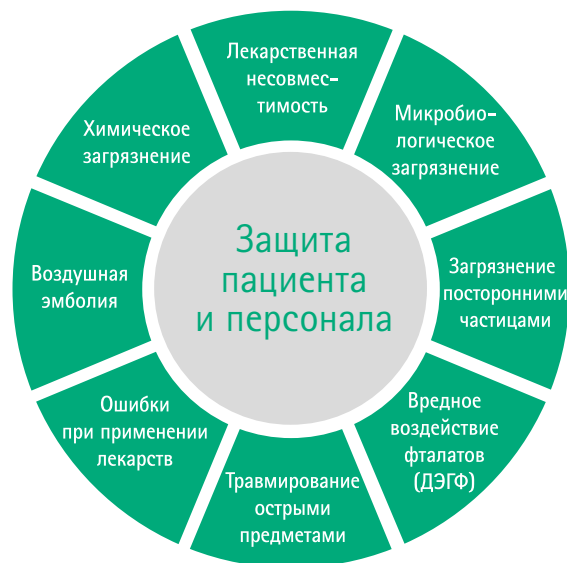 Лекарственная
несовмес-
тимость
Микробио-
логическое
загрязнение
Загрязнение
посторонними
частицами
Вредное
воздействие
фталатов
(ДЭГФ)
Травмирование
острыми
предметами
Ошибки
при применении
лекарств
Воздушная
эмболия
Химическое
загрязнение
Защита
пациента
и персонала